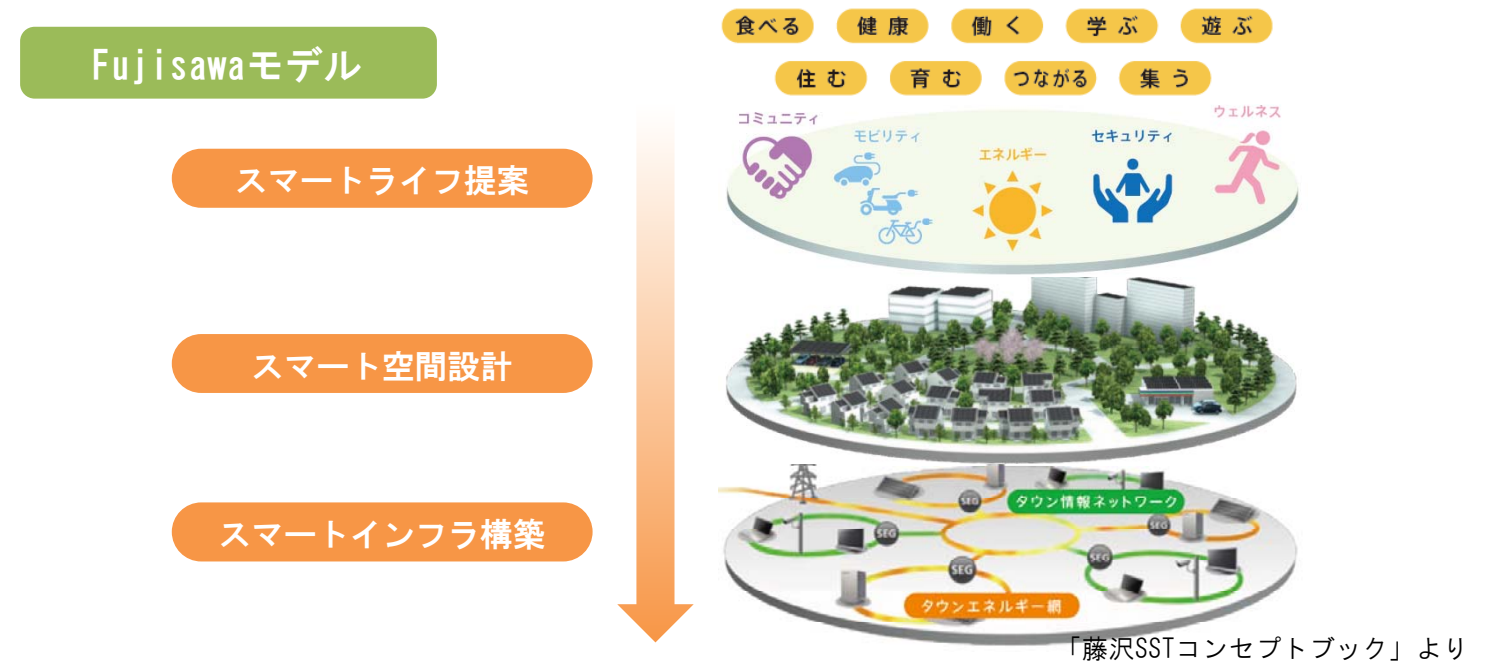 Fujisawaモデル
食べる 健康 働く 学ぶ 遊ぶ
住む 育む つながる 集う
コミュニティ
モビリティ
エネルギー
セキュリティ
ウェルネス
スマートライフ提案
スマート空間設計
スマートインフラ構築
SEG
タウン情報ネットワーク
SEG
SEG
SEG
SEG
タウンエネルギー網
「藤沢SSTコンセプトブック」より